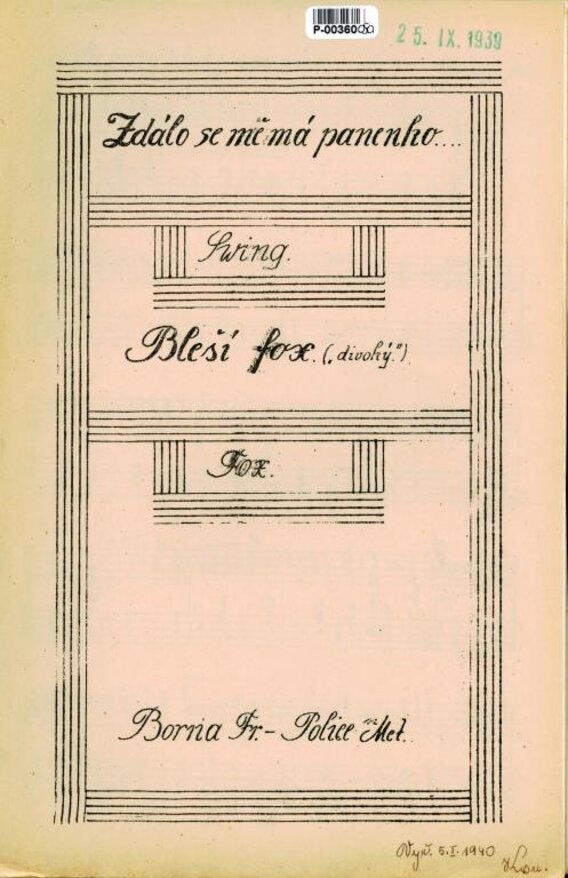 P-00360
25. IX. 1939
Zdálo se mě má panenko....
Swing.
Bleší fox. („divoký.")
Fox.
Borna Fr. - Police n/Met.
Vyř. 5. I. 1940